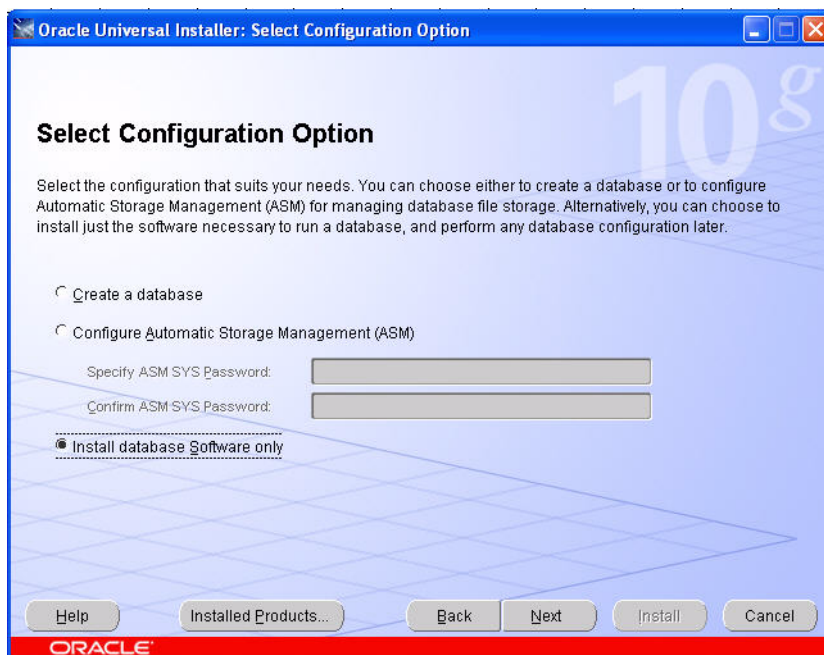 Oracle Universal Installer: Select Configuration Option
10g
Select Configuration Option
Select the configuration that suits your needs. You can choose either to create a database or to configure
Automatic Storage Management (ASM) for managing database file storage. Alternatively, you can choose to
install just the software necessary to run a database, and perform any database configuration later.
Create a database
Configure Automatic Storage Management (ASM)
Specify ASM SYS Password:
Confirm ASM SYS Password:
Install database Software only
Help
Installed Products...
Back
Next
Install
Cancel
ORACLE